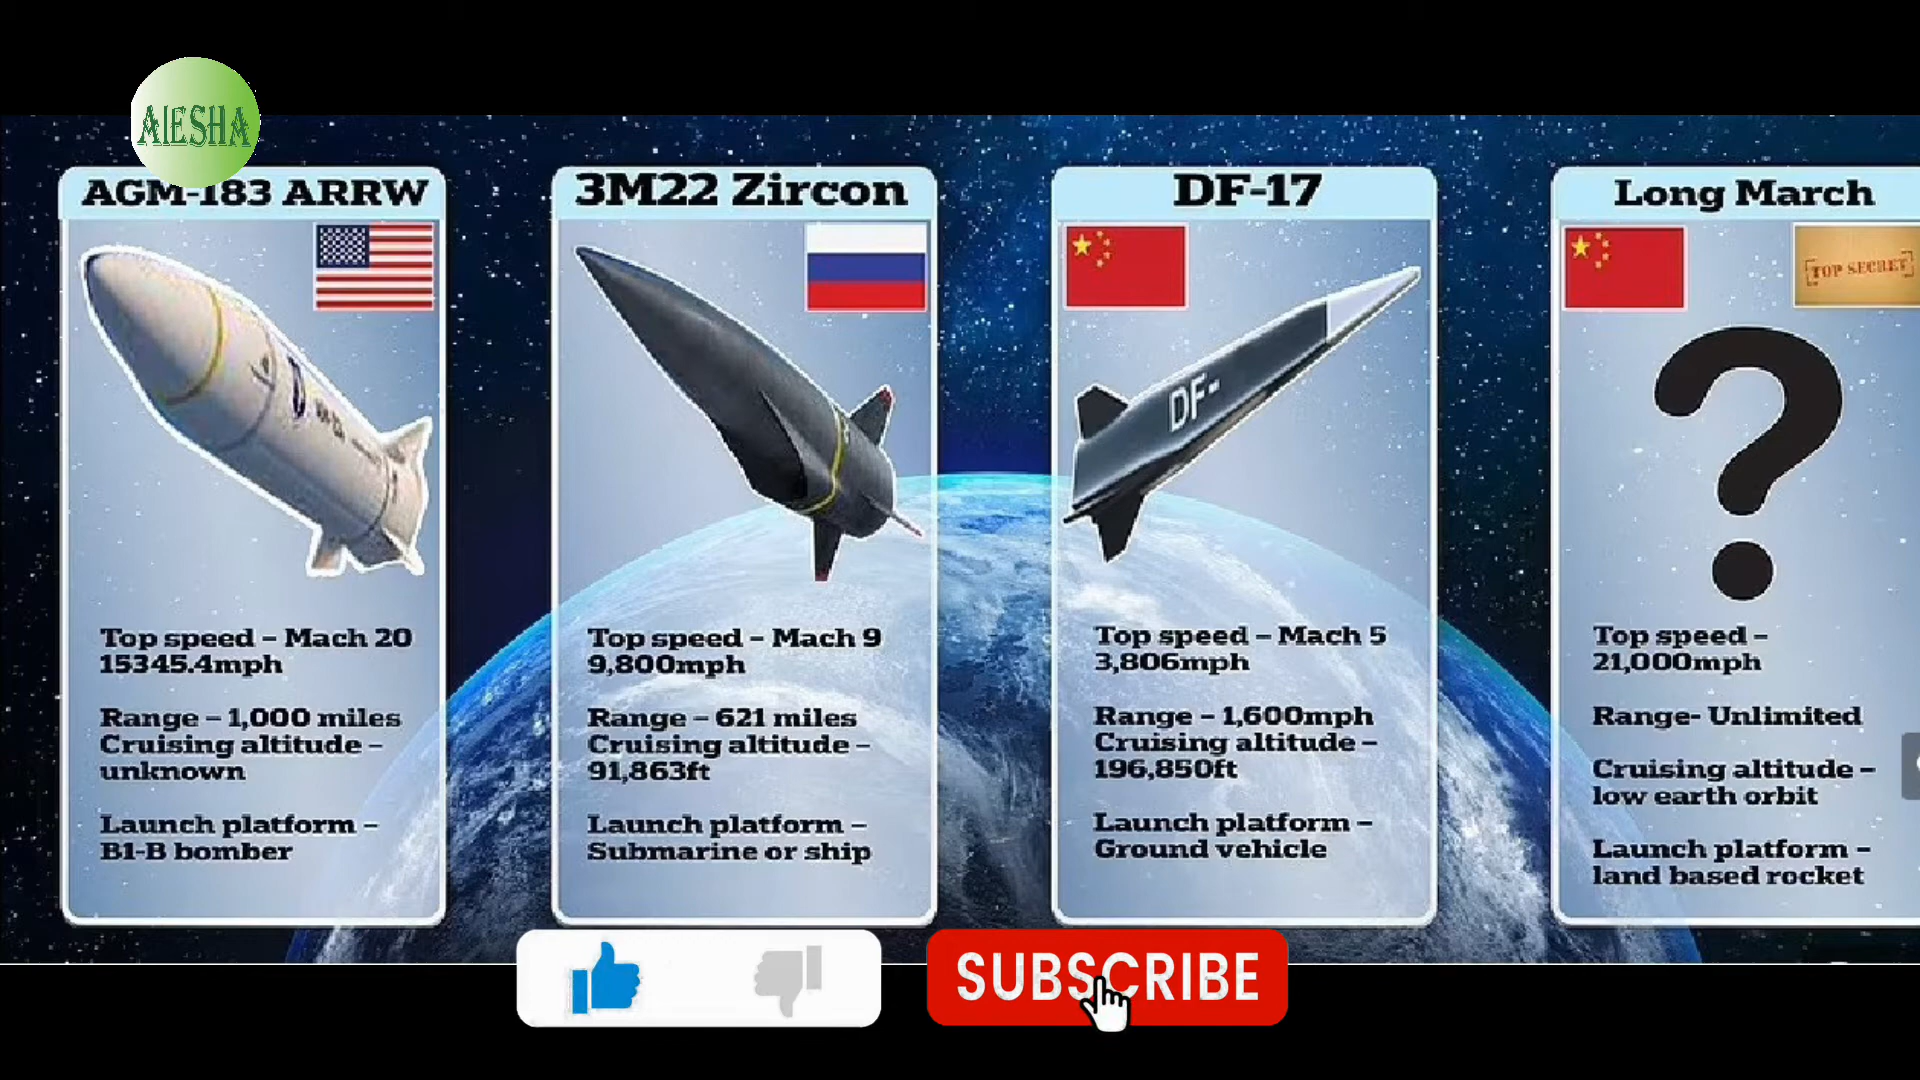 AIESHA
AGM-183 ARRW
Top speed – Mach 20
15345.4mph
Range – 1,000 miles
Cruising altitude –
unknown
Launch platform –
B1-B bomber
3M22 Zircon
Top speed – Mach 9
9,800mph
Range – 621 miles
Cruising altitude –
91,863ft
Launch platform –
Submarine or ship
DF-17
DF-
Top speed – Mach 5
3,806mph
Range – 1,600mph
Cruising altitude –
196,850ft
Launch platform –
Ground vehicle
Long March
TOP SECRET
Top speed –
21,000mph
Range- Unlimited
Cruising altitude –
low earth orbit
Launch platform –
land based rocket
SUBSCRIBE